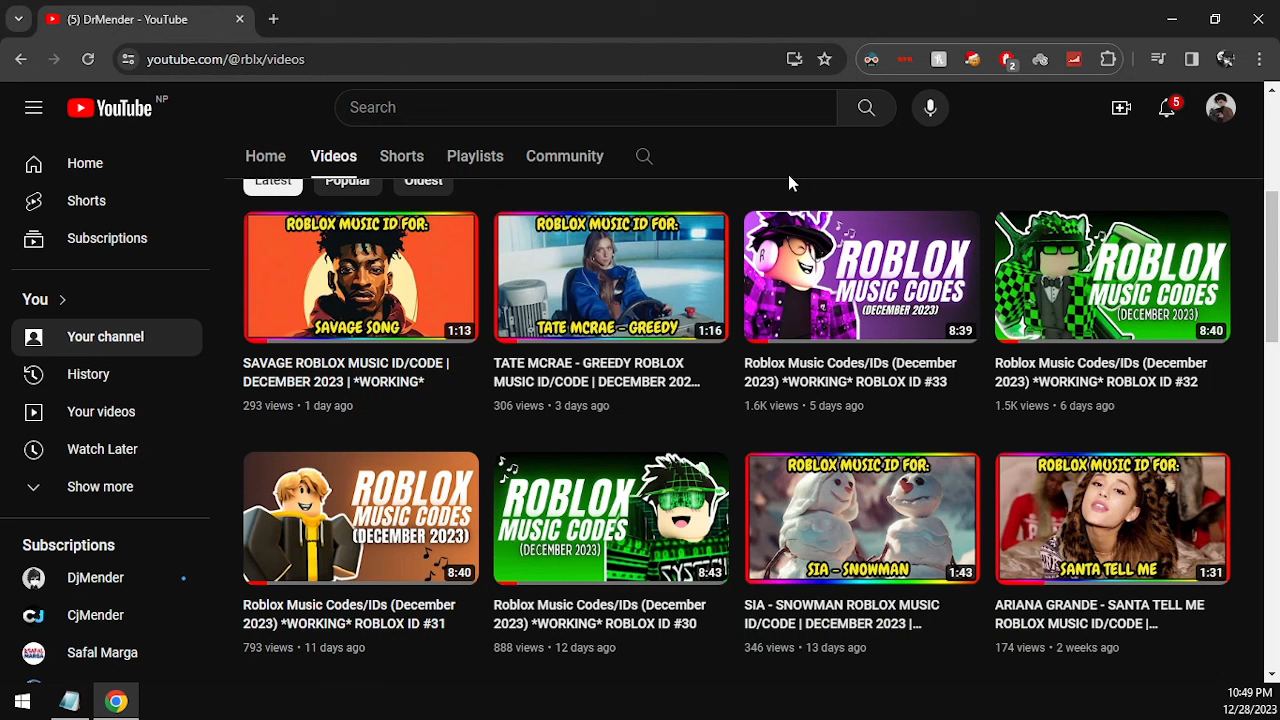 (5) DrMender - YouTube
youtube.com/@rblx/videos
2
YouTube NP
Search
5
Home
Videos
Shorts
Playlists
Community
Latest
Popular
Oldest
Home
Shorts
Subscriptions
You
Your channel
History
Your videos
Watch Later
Show more
Subscriptions
DjMender
CjMender
Safal Marga
ROBLOX MUSIC ID FOR:
SAVAGE SONG
1:13
SAVAGE ROBLOX MUSIC ID/CODE |
DECEMBER 2023 | *WORKING*
293 views • 1 day ago
ROBLOX MUSIC ID FOR:
TATE MCRAE - GREEDY
1:16
TATE MCRAE - GREEDY ROBLOX
MUSIC ID/CODE | DECEMBER 202...
306 views • 3 days ago
ROBLOX
MUSIC CODES
(DECEMBER 2023)
8:39
Roblox Music Codes/IDs (December
2023) *WORKING* ROBLOX ID #33
1.6K views • 5 days ago
ROBLOX
MUSIC CODES
(DECEMBER 2023)
8:40
Roblox Music Codes/IDs (December
2023) *WORKING* ROBLOX ID #32
1.5K views • 6 days ago
ROBLOX
MUSIC CODES
(DECEMBER 2023)
8:40
Roblox Music Codes/IDs (December
2023) *WORKING* ROBLOX ID #31
793 views • 11 days ago
ROBLOX
MUSIC CODES
(DECEMBER 2023)
SYSTEM
8:43
Roblox Music Codes/IDs (December
2023) *WORKING* ROBLOX ID #30
888 views • 12 days ago
ROBLOX MUSIC ID FOR:
SIA - SNOWMAN
1:43
SIA - SNOWMAN ROBLOX MUSIC
ID/CODE | DECEMBER 2023 |...
346 views • 13 days ago
ROBLOX MUSIC ID FOR:
SANTA TELL ME
1:31
ARIANA GRANDE - SANTA TELL ME
ROBLOX MUSIC ID/CODE |...
174 views • 2 weeks ago
10:49 PM
12/28/2023